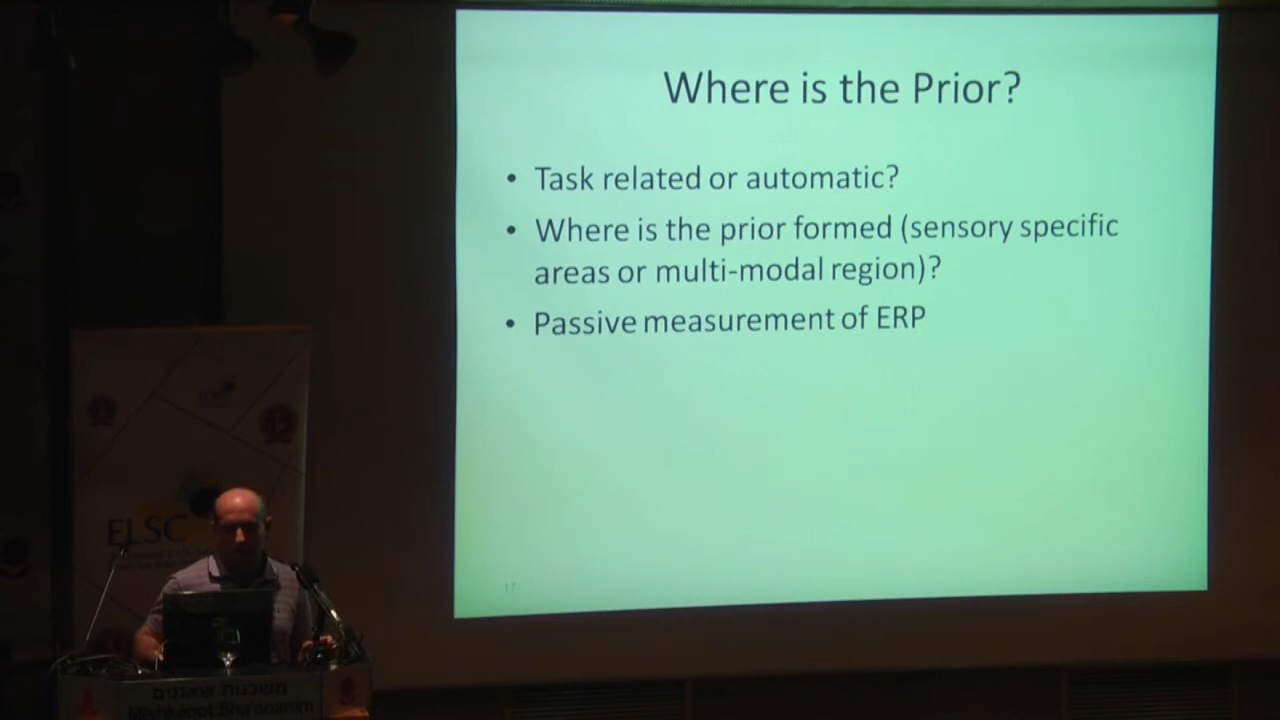 Where is the Prior?
• Task related or automatic?
• Where is the prior formed (sensory specific
areas or multi-modal region)?
• Passive measurement of ERP
17
ELSC
משכנות שאננים
Mishkenot Sha'ananim